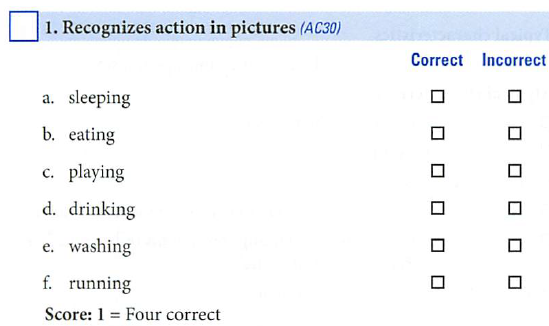 1. Recognizes action in pictures (AC30)
Correct Incorrect
a. sleeping
b. eating
c. playing
d. drinking
e. washing
f. running
Score: 1 = Four correct